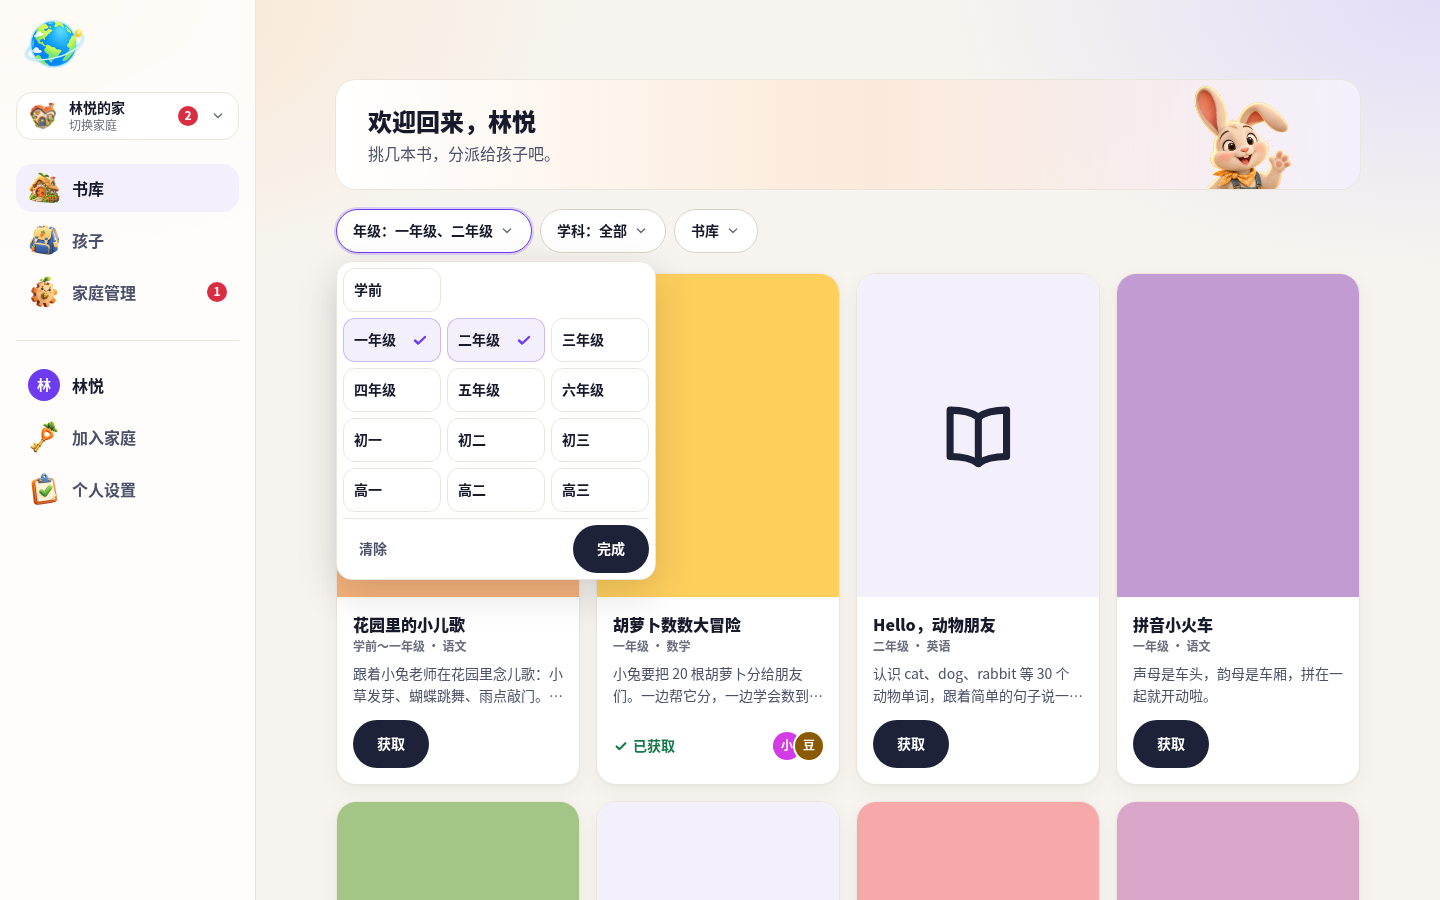 林悦的家
切换家庭
2
书库
孩子
家庭管理
1
林
林悦
加入家庭
个人设置
欢迎回来，林悦
挑几本书，分派给孩子吧。
年级：一年级、二年级
学科：全部
书库
学前
一年级
二年级
三年级
四年级
五年级
六年级
初一
初二
初三
高一
高二
高三
清除
完成
花园里的小儿歌
学前～一年级 · 语文
跟着小兔老师在花园里念儿歌：小
草发芽、蝴蝶跳舞、雨点敲门。…
获取
胡萝卜数数大冒险
一年级 · 数学
小兔要把 20 根胡萝卜分给朋友
们。一边帮它分，一边学会数到…
已获取
小
豆
Hello，动物朋友
二年级 · 英语
认识 cat、dog、rabbit 等 30 个
动物单词，跟着简单的句子说一…
获取
拼音小火车
一年级 · 语文
声母是车头，韵母是车厢，拼在一
起就开动啦。
获取